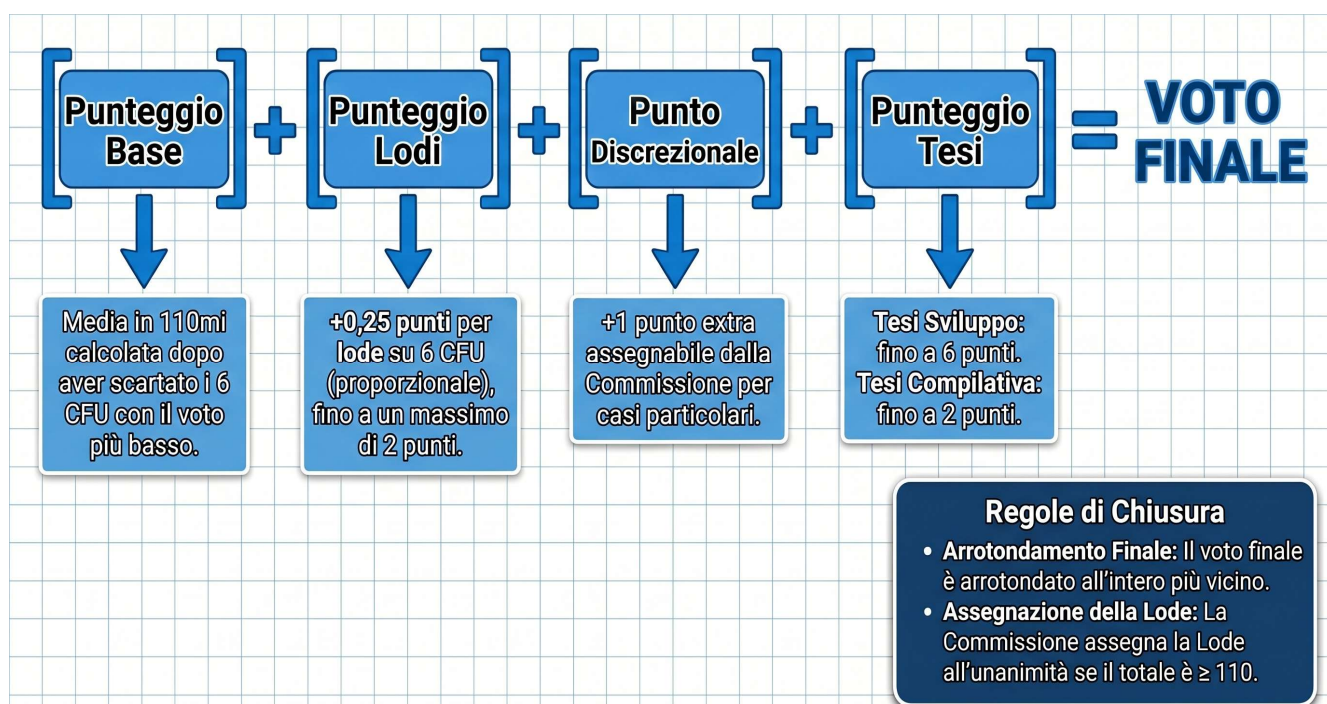 Punteggio
Base
+
Punteggio
Lodi
+
Punto
Discrezionale
+
Punteggio
Tesi
=
VOTO
FINALE
Media in 110mi
calcolata dopo
aver scartato i 6
CFU con il voto
più basso.
+0,25 punti per
lode su 6 CFU
(proporzionale),
fino a un massimo
di 2 punti.
+1 punto extra
assegnabile dalla
Commissione per
casi particolari.
Tesi Sviluppo:
fino a 6 punti.
Tesi Compilativa:
fino a 2 punti.
Regole di Chiusura
• Arrotondamento Finale: Il voto finale
è arrotondato all'intero più vicino.
• Assegnazione della Lode: La
Commissione assegna la Lode
all'unanimità se il totale è ≥ 110.